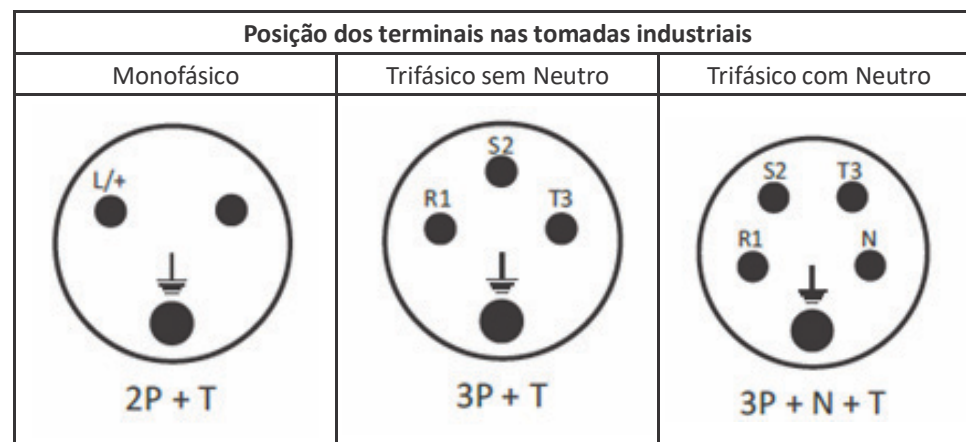 Posição dos terminais nas tomadas industriais
Monofásico
Trifásico sem Neutro
Trifásico com Neutro
L/+
2P + T
S2
R1
T3
3P + T
S2
T3
R1
N
3P + N + T